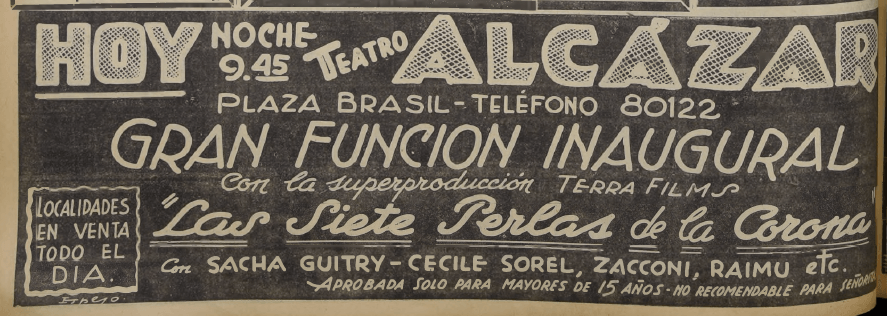 HOY NOCHE 9.45 TEATRO ALCÁZAR
PLAZA BRASIL - TELÉFONO 80122
GRAN FUNCION INAUGURAL
Con la superproducción TERRA FILMS
"Las Siete Perlas de la Corona"
Con SACHA GUITRY - CECILE SOREL, ZACCONI, RAIMU etc.
APROBADA SOLO PARA MAYORES DE 15 AÑOS - NO RECOMENDABLE PARA SEÑORITAS
LOCALIDADES
EN VENTA
TODO EL
DIA.